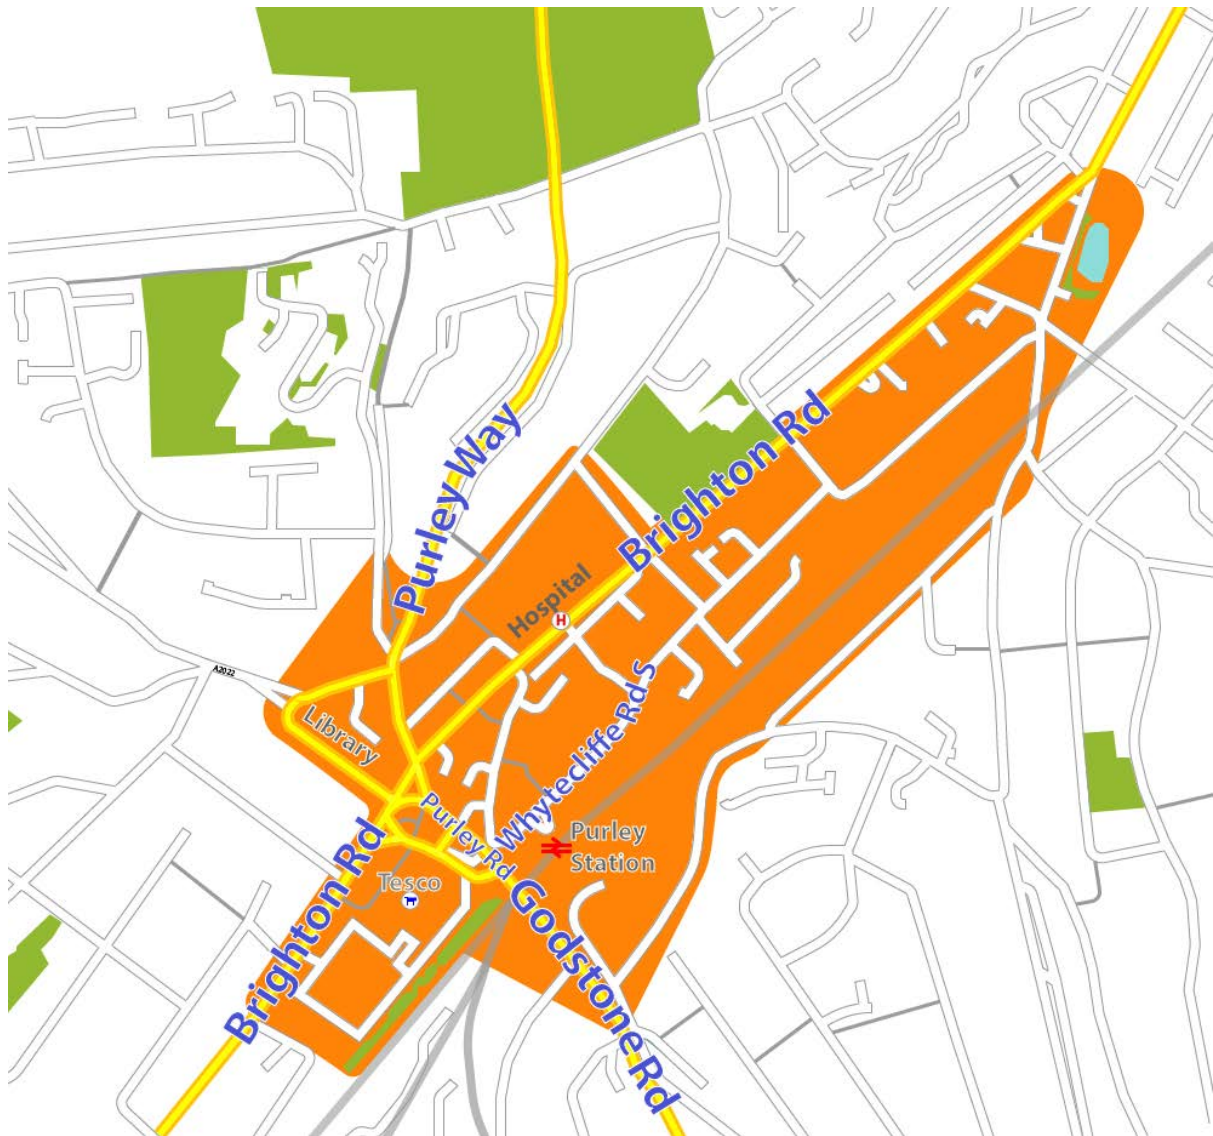 Purley Way
Brighton Rd
Hospital
H
A2022
Library
Whytecliffe Rd S
Purley Rd
Purley
Station
Tesco
Brighton Rd
Godstone Rd